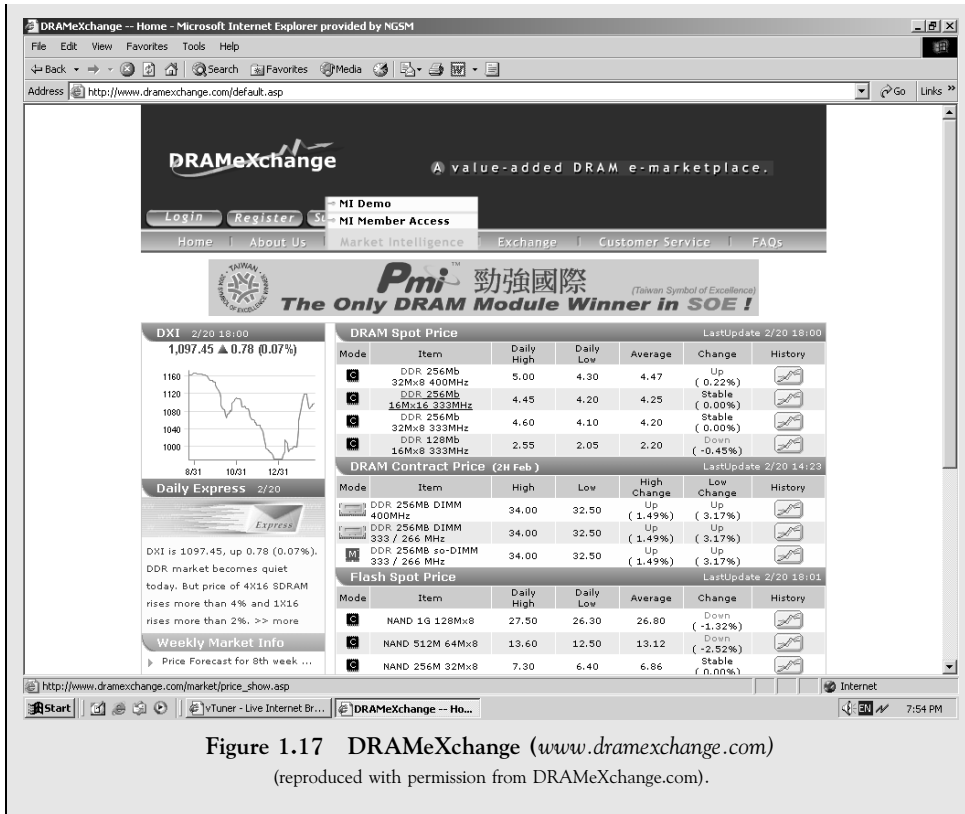 DRAMeXchange -- Home - Microsoft Internet Explorer provided by NGSM
File Edit View Favorites Tools Help
Back Search Favorites Media
Address http://www.dramexchange.com/default.asp Go Links »
DRAMeXchange
A value-added DRAM e-marketplace.
MI Demo
Login Register
MI Member Access
Home About Us Market Intelligence Exchange Customer Service FAQs
TAIWAN
SYMBOL OF EXCELLENCE
Pmi™ 勁強國際 (Taiwan Symbol of Excellence)
The Only DRAM Module Winner in SOE !
DXI 2/20 18:00
1,097.45 ▲ 0.78 (0.07%)
1160
1120
1080
1040
1000
8/31 10/31 12/31
Daily Express 2/20
Express
DXI is 1097.45, up 0.78 (0.07%).
DDR market becomes quiet
today. But price of 4X16 SDRAM
rises more than 4% and 1X16
rises more than 2%. >> more
Weekly Market Info
Price Forecast for 8th week ...
DRAM Spot Price LastUpdate 2/20 18:00
Mode Item Daily High Daily Low Average Change History
C DDR 256Mb 32Mx8 400MHz 5.00 4.30 4.47 Up ( 0.22%)
C DDR 256Mb 16Mx16 333MHz 4.45 4.20 4.25 Stable ( 0.00%)
C DDR 256Mb 32Mx8 333MHz 4.60 4.10 4.20 Stable ( 0.00%)
C DDR 128Mb 16Mx8 333MHz 2.55 2.05 2.20 Down ( -0.45%)
DRAM Contract Price (2H Feb ) LastUpdate 2/20 14:23
Mode Item High Low High Change Low Change History
DDR 256MB DIMM 400MHz 34.00 32.50 Up ( 1.49%) Up ( 3.17%)
DDR 256MB DIMM 333 / 266 MHz 34.00 32.50 Up ( 1.49%) Up ( 3.17%)
M DDR 256MB so-DIMM 333 / 266 MHz 34.00 32.50 Up ( 1.49%) Up ( 3.17%)
Flash Spot Price LastUpdate 2/20 18:01
Mode Item Daily High Daily Low Average Change History
C NAND 1G 128Mx8 27.50 26.30 26.80 Down ( -1.32%)
C NAND 512M 64Mx8 13.60 12.50 13.12 Down ( -2.52%)
C NAND 256M 32Mx8 7.30 6.40 6.86 Stable ( 0.00%)
http://www.dramexchange.com/market/price_show.asp Internet
Start vTuner - Live Internet Br... DRAMeXchange -- Ho... EN 7:54 PM
Figure 1.17 DRAMeXchange (www.dramexchange.com)
(reproduced with permission from DRAMeXchange.com).